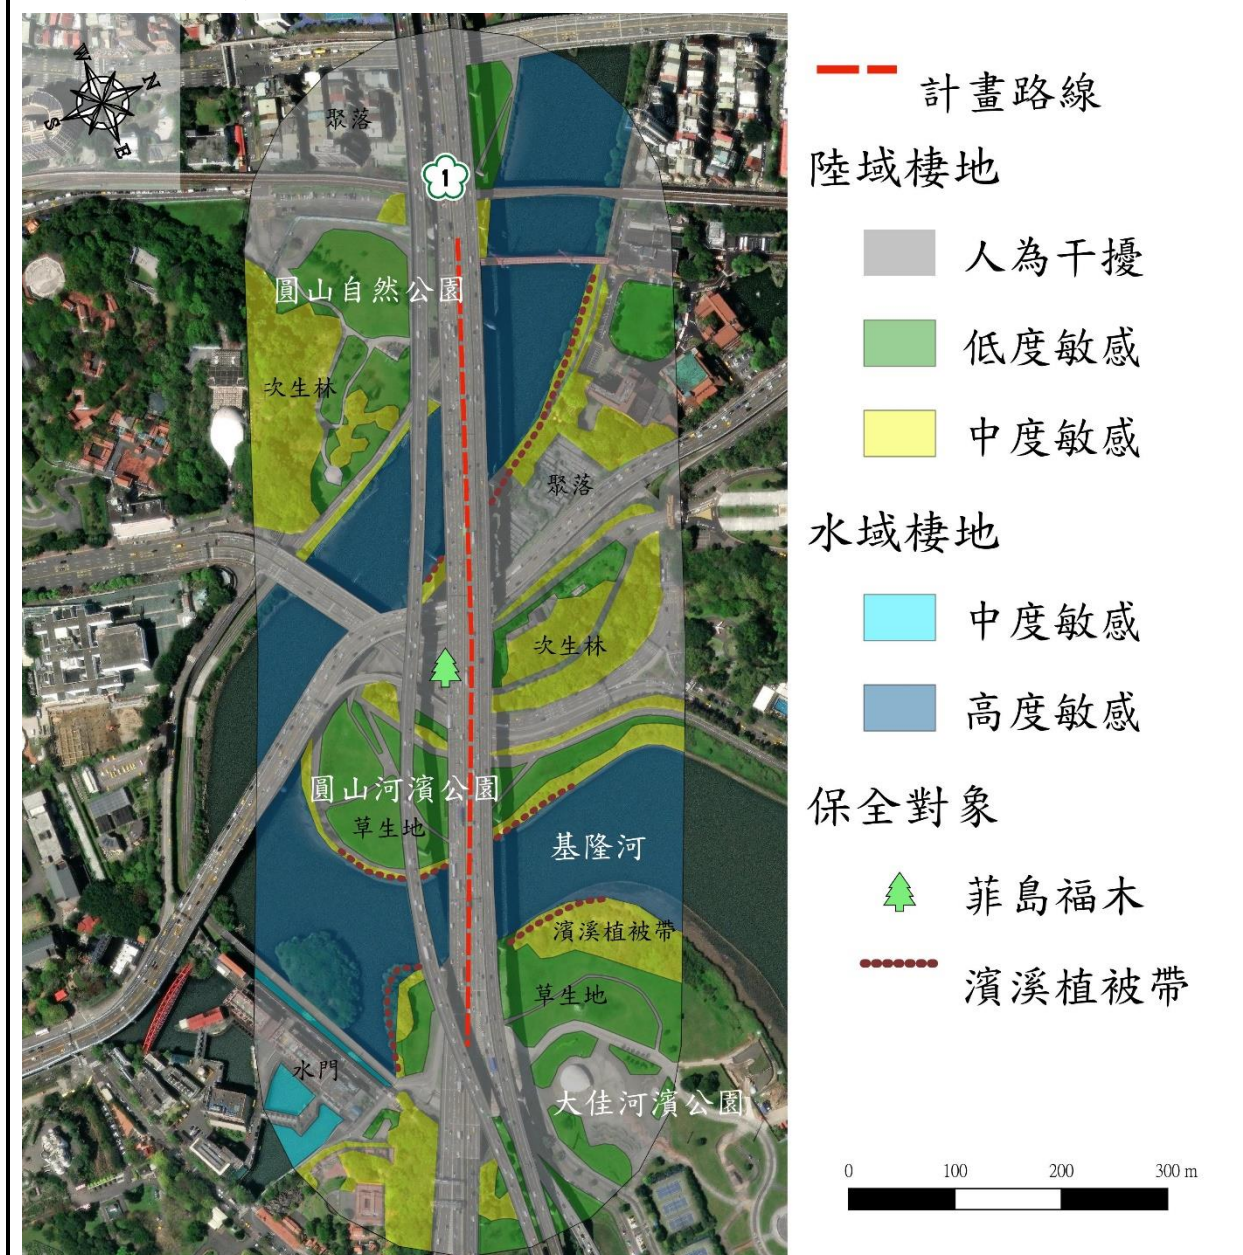 W
N
S
E
聚落
1
圓山自然公園
次生林
聚落
次生林
圓山河濱公園
草生地
基隆河
濱溪植被帶
草生地
水門
大佳河濱公園
計畫路線
陸域棲地
人為干擾
低度敏感
中度敏感
水域棲地
中度敏感
高度敏感
保全對象
菲島福木
濱溪植被帶
0 100 200 300 m